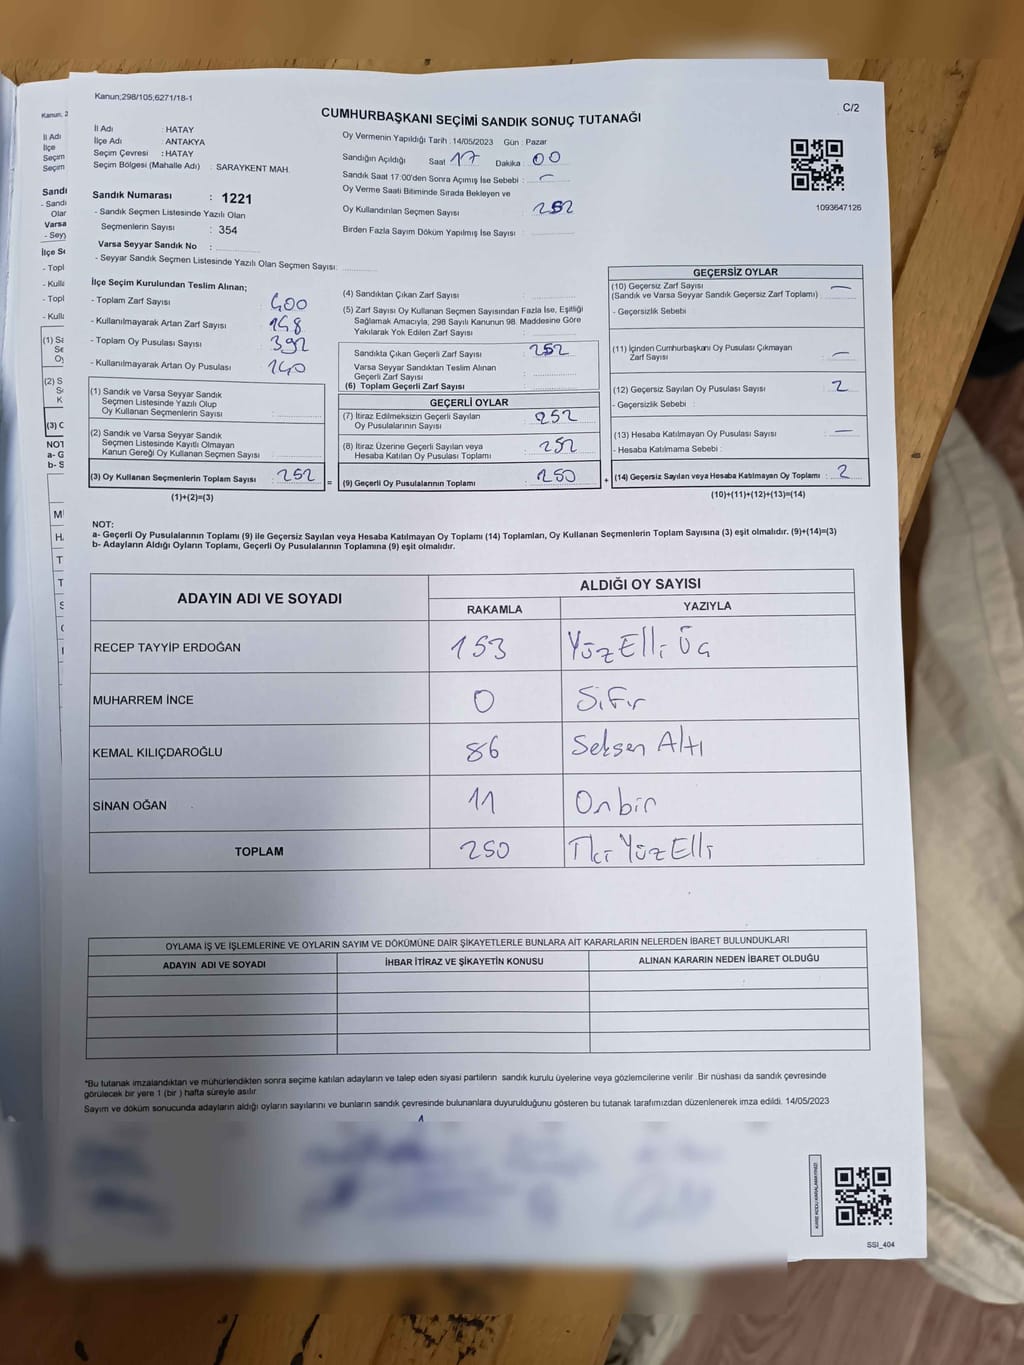 Kanun;298/105,6271/18-1
C/2
CUMHURBAŞKANI SEÇİMİ SANDIK SONUÇ TUTANAĞI
İl Adı : HATAY
İlçe Adı : ANTAKYA
Seçim Çevresi : HATAY
Seçim Bölgesi (Mahalle Adı) : SARAYKENT MAH.
Sandık Numarası : 1221
- Sandık Seçmen Listesinde Yazılı Olan
Seçmenlerin Sayısı : 354
Varsa Seyyar Sandık No :
- Seyyar Sandık Seçmen Listesinde Yazılı Olan Seçmen Sayısı:
Oy Vermenin Yapıldığı Tarih : 14/05/2023 Gün : Pazar
Sandığın Açıldığı Saat 17 Dakika : 00
Sandık Saat 17:00'den Sonra Açımış İse Sebebi : -
Oy Verme Saati Bitiminde Sırada Bekleyen ve
Oy Kullandırılan Seçmen Sayısı : 252
Birden Fazla Sayım Döküm Yapılmış İse Sayısı :
1093647126
İlçe Seçim Kurulundan Teslim Alınan;
- Toplam Zarf Sayısı : 400
- Kullanılmayarak Artan Zarf Sayısı : 148
- Toplam Oy Pusulası Sayısı : 392
- Kullanılmayarak Artan Oy Pusulası : 140
(1) Sandık ve Varsa Seyyar Sandık
Seçmen Listesinde Yazılı Olup
Oy Kullanan Seçmenlerin Sayısı :
(2) Sandık ve Varsa Seyyar Sandık
Seçmen Listesinde Kayıtlı Olmayan
Kanun Gereği Oy Kullanan Seçmen Sayısı :
(3) Oy Kullanan Seçmenlerin Toplam Sayısı : 252
(1)+(2)=(3)
(4) Sandıktan Çıkan Zarf Sayısı :
(5) Zarf Sayısı Oy Kullanan Seçmen Sayısından Fazla İse, Eşitliği
Sağlamak Amacıyla, 298 Sayılı Kanunun 98. Maddesine Göre
Yakılarak Yok Edilen Zarf Sayısı :
Sandıkta Çıkan Geçerli Zarf Sayısı : 252
Varsa Seyyar Sandıktan Teslim Alınan
Geçerli Zarf Sayısı :
(6) Toplam Geçerli Zarf Sayısı :
GEÇERLİ OYLAR
(7) İtiraz Edilmeksizin Geçerli Sayılan
Oy Pusulasının Sayısı : 252
(8) İtiraz Üzerine Geçerli Sayılan veya
Hesaba Katılan Oy Pusulası Toplamı : 252
= (9) Geçerli Oy Pusulalarının Toplamı : 250
GEÇERSİZ OYLAR
(10) Geçersiz Zarf Sayısı : -
(Sandık ve Varsa Seyyar Sandık Geçersiz Zarf Toplamı)
- Geçersizlik Sebebi :
(11) İçinden Cumhurbaşkanı Oy Pusulası Çıkmayan
Zarf Sayısı : -
(12) Geçersiz Sayılan Oy Pusulası Sayısı : 2
- Geçersizlik Sebebi :
(13) Hesaba Katılmayan Oy Pusulası Sayısı : -
- Hesaba Katılmama Sebebi :
+ (14) Geçersiz Sayılan veya Hesaba Katılmayan Oy Toplamı : 2
(10)+(11)+(12)+(13)=(14)
NOT:
a- Geçerli Oy Pusulalarının Toplamı (9) ile Geçersiz Sayılan veya Hesaba Katılmayan Oy Toplamı (14) Toplamları, Oy Kullanan Seçmenlerin Toplam Sayısına (3) eşit olmalıdır. (9)+(14)=(3)
b- Adayların Aldığı Oyların Toplamı, Geçerli Oy Pusulalarının Toplamına (9) eşit olmalıdır.
ADAYIN ADI VE SOYADI
ALDIĞI OY SAYISI
RAKAMLA YAZIYLA
RECEP TAYYİP ERDOĞAN 153 Yüz Elli Üç
MUHARREM İNCE 0 Sıfır
KEMAL KILIÇDAROĞLU 86 Seksen Altı
SİNAN OĞAN 11 Onbir
TOPLAM 250 İki Yüz Elli
OYLAMA İŞ VE İŞLEMLERİNE VE OYLARIN SAYIM VE DÖKÜMÜNE DAİR ŞİKAYETLERLE BUNLARA AİT KARARLARIN NELERDEN İBARET BULUNDUKLARI
ADAYIN ADI VE SOYADI İHBAR İTİRAZ VE ŞİKAYETİN KONUSU ALINAN KARARIN NEDEN İBARET OLDUĞU
*Bu tutanak imzalandıktan ve mühürlendikten sonra seçime katılan adayların ve talep eden siyasi partilerin sandık kurulu üyelerine veya gözlemcilerine verilir. Bir nüshası da sandık çevresinde
görülecek bir yere 1 (bir ) hafta süreyle asılır.
Sayım ve döküm sonucunda adayların aldığı oyların sayılarını ve bunların sandık çevresinde bulunanlara duyurulduğunu gösteren bu tutanak tarafımızdan düzenlenerek imza edildi. 14/05/2023
KARE KODU KARALAMAYINIZ!
SSI_404